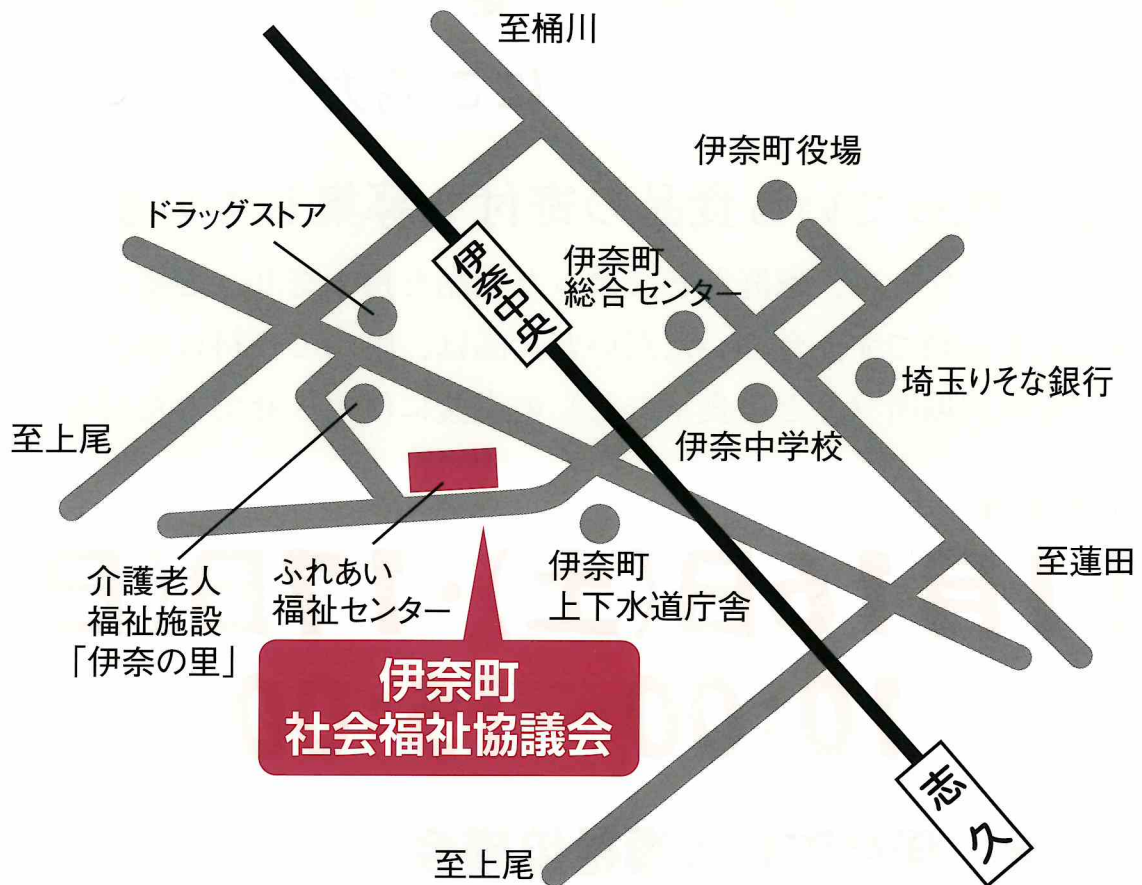 至桶川
伊奈町役場
ドラッグストア
伊奈中央
伊奈町
総合センター
埼玉りそな銀行
至上尾
伊奈中学校
介護老人
福祉施設
「伊奈の里」
ふれあい
福祉センター
伊奈町
上下水道庁舎
至蓮田
伊奈町
社会福祉協議会
志久
至上尾